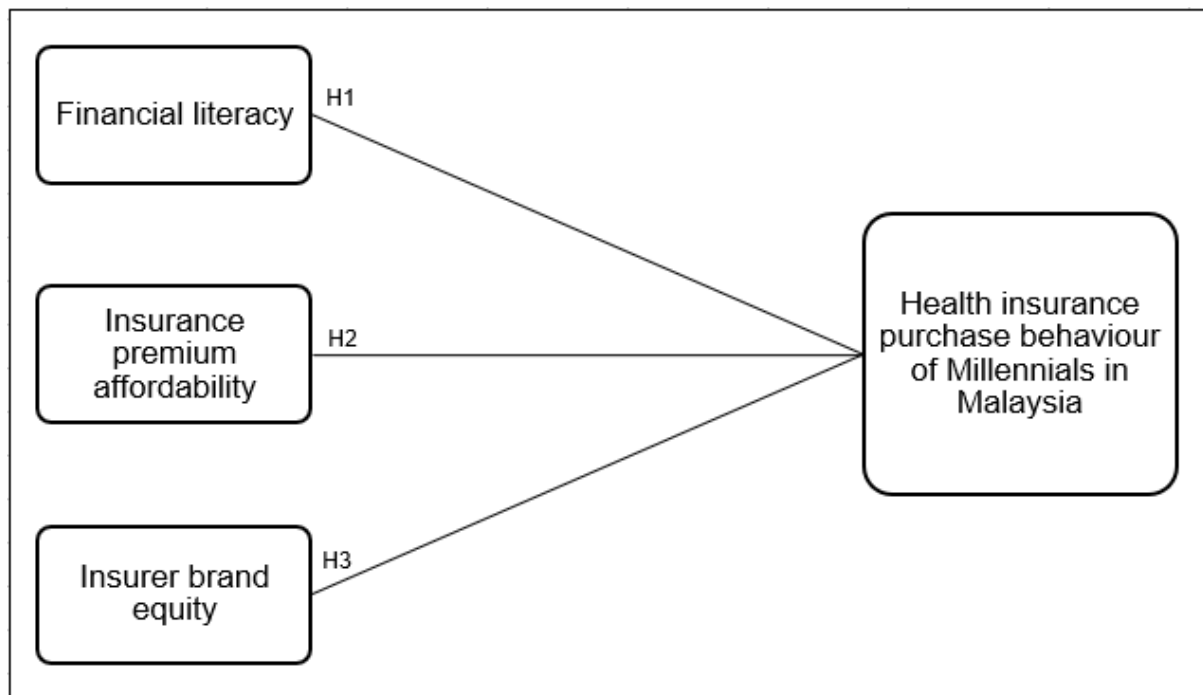 Financial literacy
H1
Insurance
premium
affordability
H2
Insurer brand
equity
H3
Health insurance
purchase behaviour
of Millennials in
Malaysia